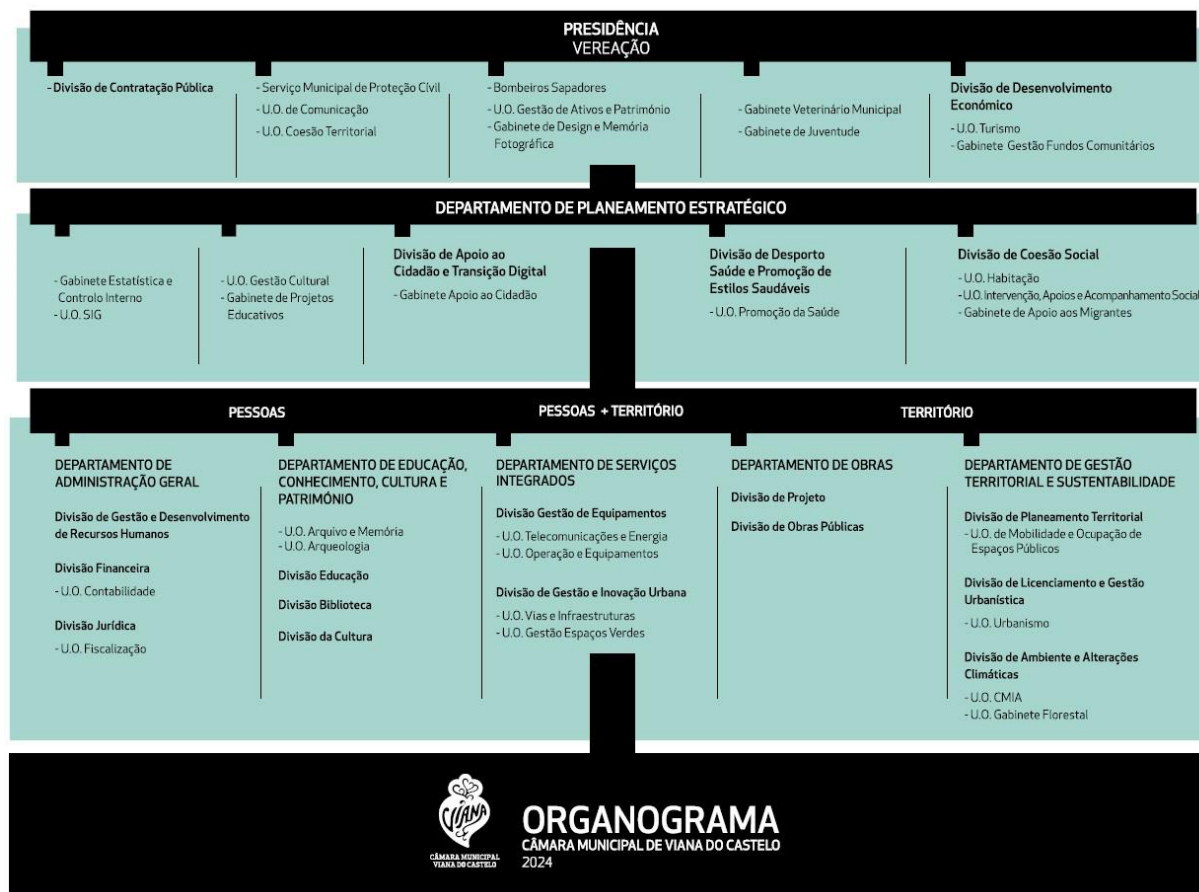 PRESIDÊNCIA
VEREAÇÃO
- Divisão de Contratação Pública
- Serviço Municipal de Proteção Cívil
- U.O. de Comunicação
- U.O. Coesão Territorial
- Bombeiros Sapadores
- U.O. Gestão de Ativos e Património
- Gabinete de Design e Memória
Fotográfica
- Gabinete Veterinário Municipal
- Gabinete de Juventude
Divisão de Desenvolvimento
Económico
- U.O. Turismo
- Gabinete Gestão Fundos Comunitários
DEPARTAMENTO DE PLANEAMENTO ESTRATÉGICO
- Gabinete Estatística e
Controlo Interno
- U.O. SIG
- U.O. Gestão Cultural
- Gabinete de Projetos
Educativos
Divisão de Apoio ao
Cidadão e Transição Digital
- Gabinete Apoio ao Cidadão
Divisão de Desporto
Saúde e Promoção de
Estilos Saudáveis
- U.O. Promoção da Saúde
Divisão de Coesão Social
- U.O. Habitação
- U.O. Intervenção, Apoios e Acompanhamento Social
- Gabinete de Apoio aos Migrantes
PESSOAS
PESSOAS + TERRITÓRIO
TERRITÓRIO
DEPARTAMENTO DE
ADMINISTRAÇÃO GERAL
Divisão de Gestão e Desenvolvimento
de Recursos Humanos
Divisão Financeira
- U.O. Contabilidade
Divisão Jurídica
- U.O. Fiscalização
DEPARTAMENTO DE EDUCAÇÃO,
CONHECIMENTO, CULTURA E
PATRIMÓNIO
- U.O. Arquivo e Memória
- U.O. Arqueologia
Divisão Educação
Divisão Biblioteca
Divisão da Cultura
DEPARTAMENTO DE SERVIÇOS
INTEGRADOS
Divisão Gestão de Equipamentos
- U.O. Telecomunicações e Energia
- U.O. Operação e Equipamentos
Divisão de Gestão e Inovação Urbana
- U.O. Vias e Infraestruturas
- U.O. Gestão Espaços Verdes
DEPARTAMENTO DE OBRAS
Divisão de Projeto
Divisão de Obras Públicas
DEPARTAMENTO DE GESTÃO
TERRITORIAL E SUSTENTABILIDADE
Divisão de Planeamento Territorial
- U.O. de Mobilidade e Ocupação de
Espaços Públicos
Divisão de Licenciamento e Gestão
Urbanística
- U.O. Urbanismo
Divisão de Ambiente e Alterações
Climáticas
- U.O. CMIA
- U.O. Gabinete Florestal
VIANA
CÂMARA MUNICIPAL
VIANA DO CASTELO
ORGANOGRAMA
CÂMARA MUNICIPAL DE VIANA DO CASTELO
2024